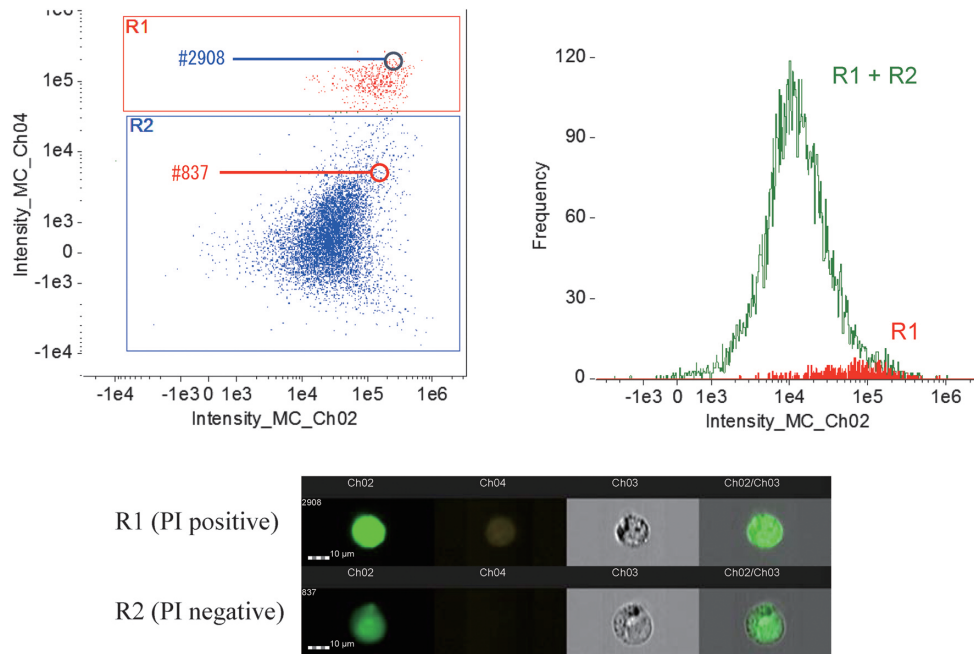 1e6
R1
#2908
1e5
R2
1e4
#837
1e3
0
-1e3
-1e4
Intensity_MC_Ch04
-1e4
-1e3
0
1e3
1e4
1e5
1e6
Intensity_MC_Ch02
120
90
60
30
0
Frequency
R1 + R2
R1
-1e3
0
1e3
1e4
1e5
1e6
Intensity_MC_Ch02
Ch02 Ch04 Ch03 Ch02/Ch03
R1 (PI positive)
2908
10 µm
Ch02 Ch04 Ch03 Ch02/Ch03
R2 (PI negative)
837
10 µm